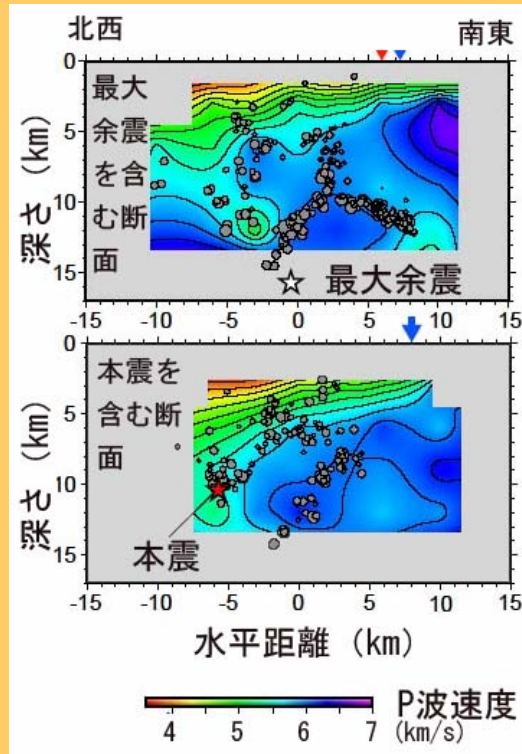 北西
南東
0
5
10
15
深さ (km)
最大
余震
を含
む断
面
最大余震
-15
-10
-5
0
5
10
15
0
5
10
15
深さ (km)
本震を
含む断
面
本震
-15
-10
-5
0
5
10
15
水平距離 (km)
4
5
6
7
P波速度
(km/s)